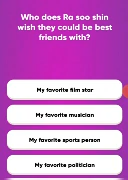 Who does Ra soo shin
wish they could be best
friends with?
My favorite film star
My favorite musician
My favorite sports person
My favorite politician